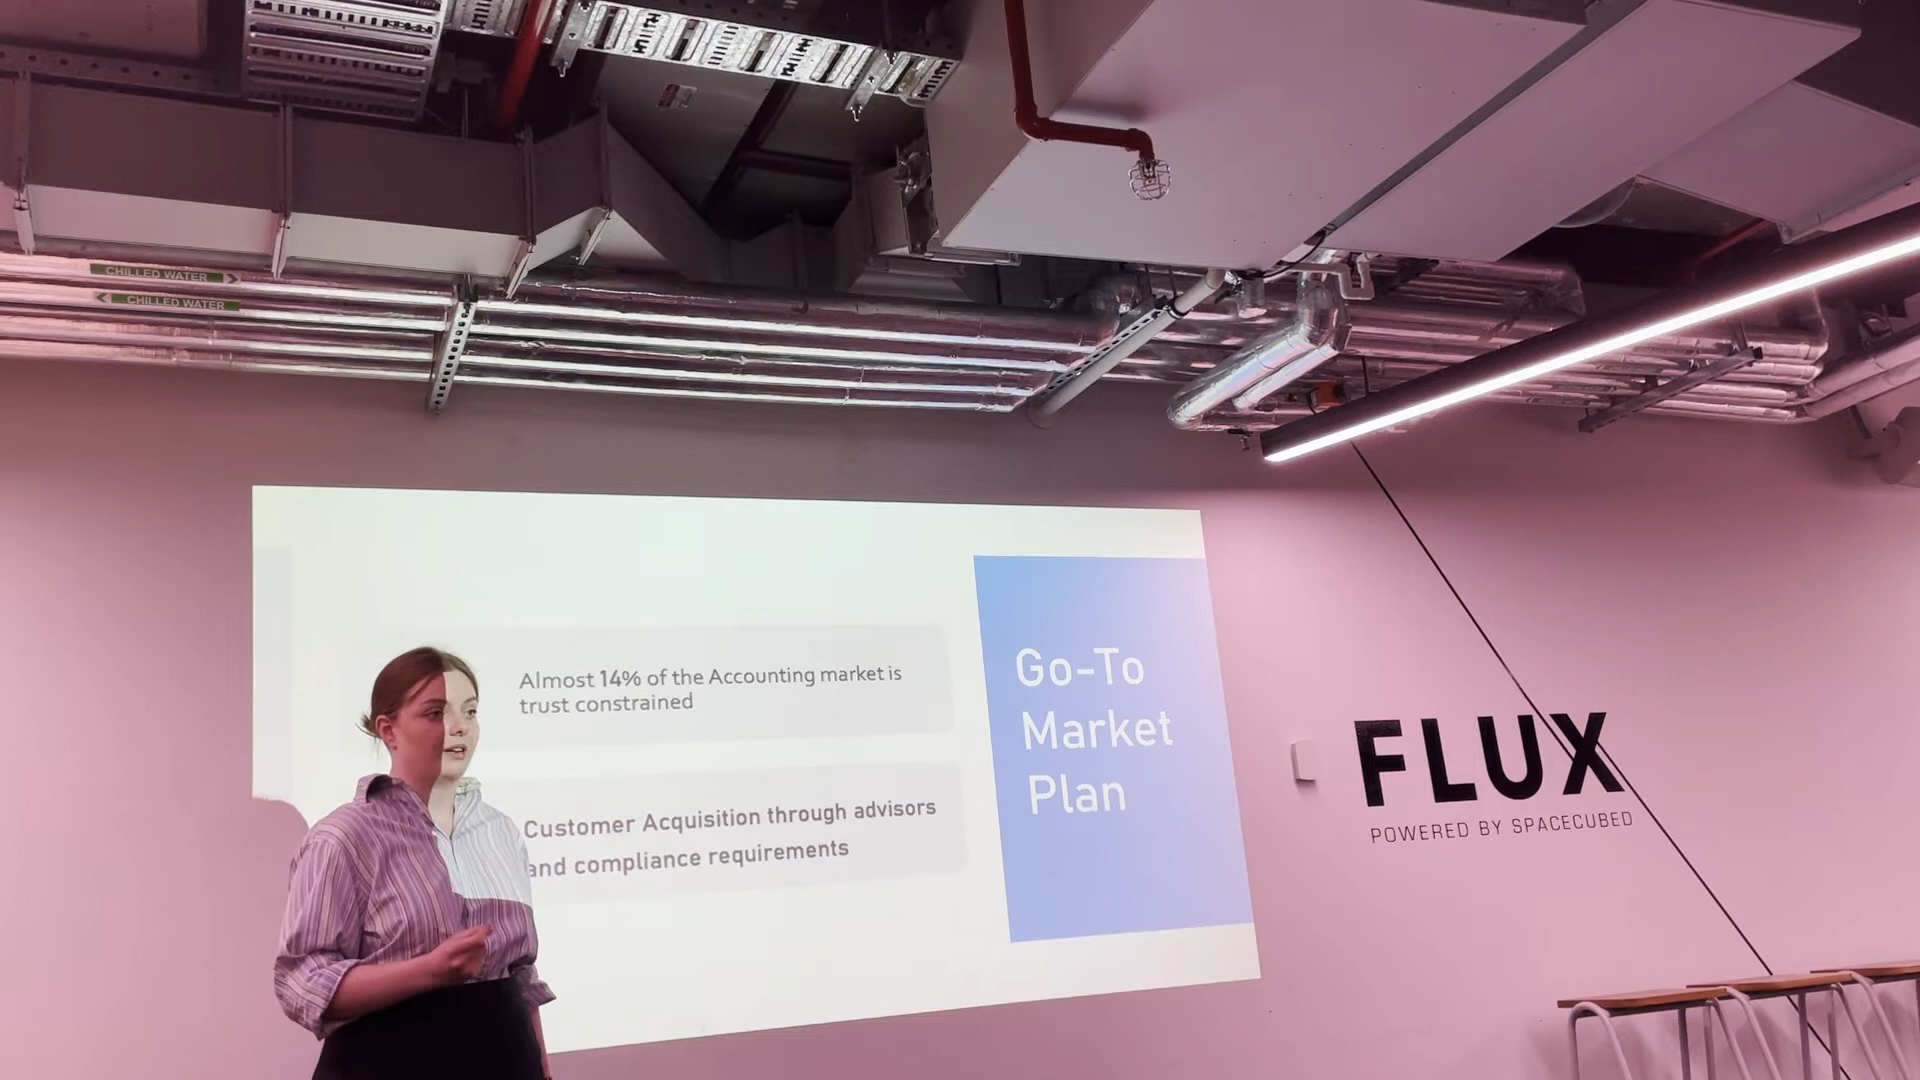 CHILLED WATER
CHILLED WATER
Almost 14% of the Accounting market is
trust constrained
Customer Acquisition through advisors
and compliance requirements
Go-To
Market
Plan
FLUX
POWERED BY SPACECUBED